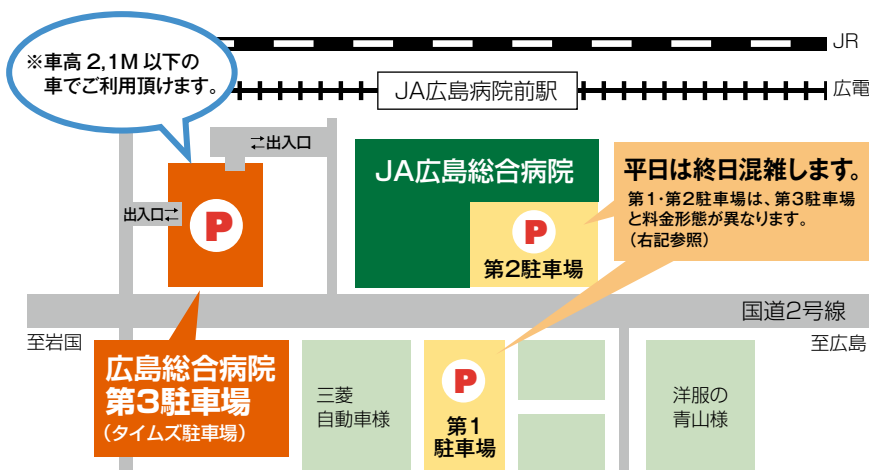 ※車高 2,1M 以下の
車でご利用頂けます。
JR
JA広島病院前駅
広電
⇄出入口
出入口⇄
P
JA広島総合病院
P
第2駐車場
平日は終日混雑します。
第1・第2駐車場は、第3駐車場
と料金形態が異なります。
（右記参照）
国道2号線
至岩国
至広島
広島総合病院
第3駐車場
（タイムズ駐車場）
三菱
自動車様
P
第1
駐車場
洋服の
青山様